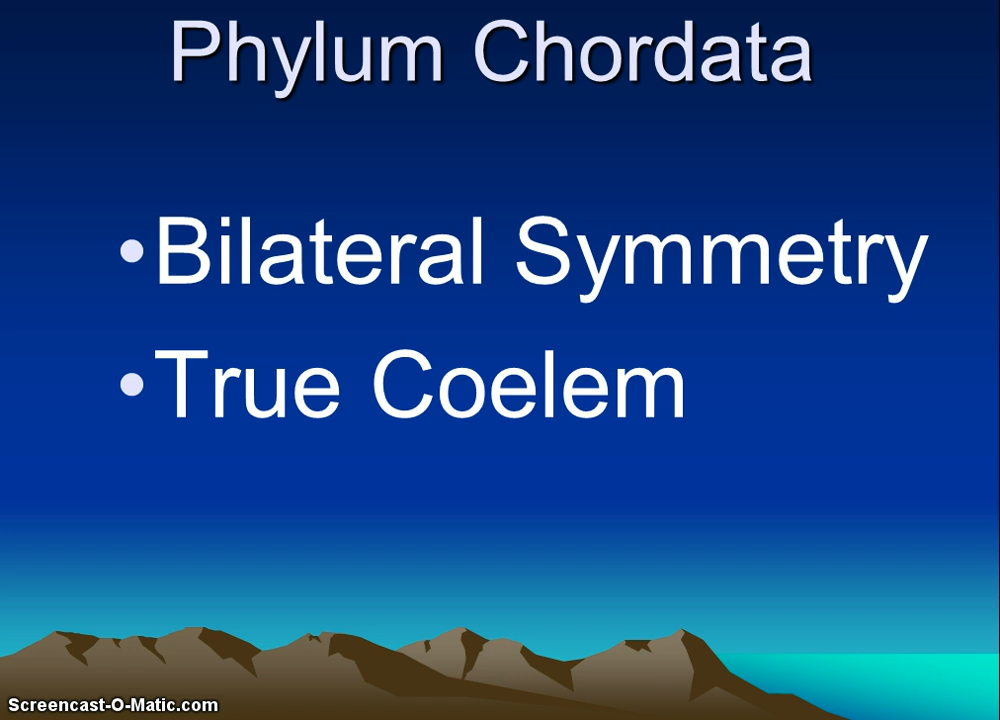 Phylum Chordata
•Bilateral Symmetry
•True Coelem
Screencast-O-Matic.com